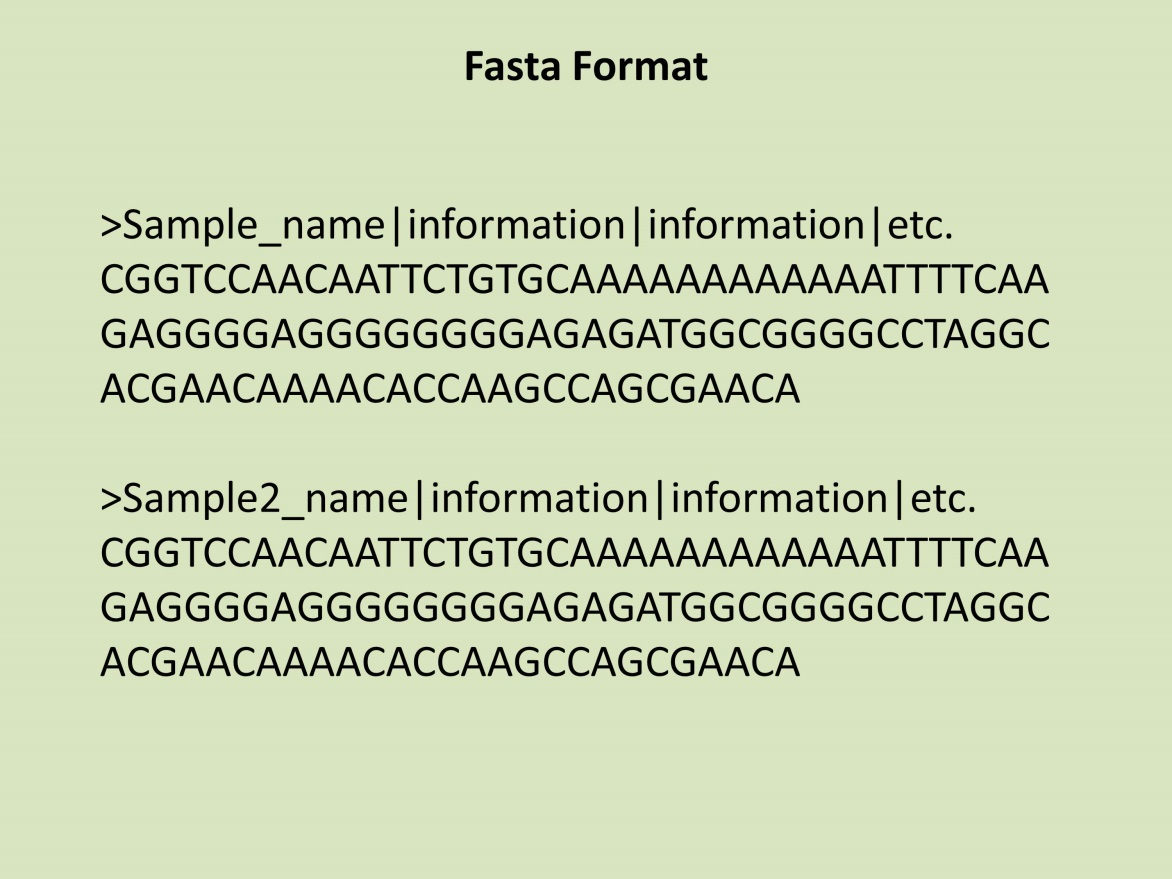 Fasta Format
>Sample_name|information|information|etc.
CGGTCCAACAATTCTGTGCAAAAAAAAAAAATTTTCAA
GAGGGGAGGGGGGGGAGAGATGGCGGGGCCTAGGC
ACGAACAAAACACCAAGCCAGCGAACA
>Sample2_name|information|information|etc.
CGGTCCAACAATTCTGTGCAAAAAAAAAAAATTTTCAA
GAGGGGAGGGGGGGGAGAGATGGCGGGGCCTAGGC
ACGAACAAAACACCAAGCCAGCGAACA